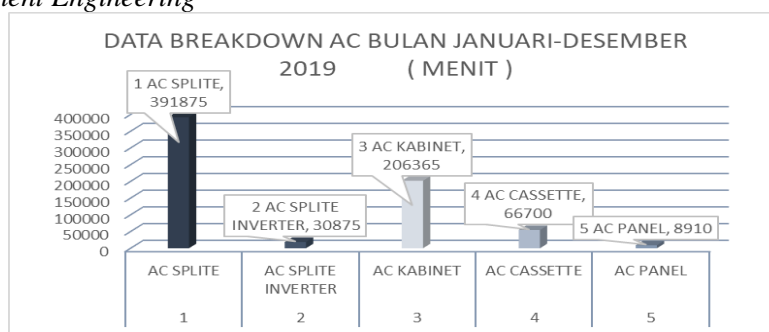 DATA BREAKDOWN AC BULAN JANUARI-DESEMBER
2019 ( MENIT )
1 AC SPLITE,
391875
3 AC KABINET,
206365
4 AC CASSETTE,
66700
2 AC SPLITE
INVERTER, 30875
5 AC PANEL, 8910
400000
350000
300000
250000
200000
150000
100000
50000
0
AC SPLITE
AC SPLITE
INVERTER
AC KABINET
AC CASSETTE
AC PANEL
1
2
3
4
5